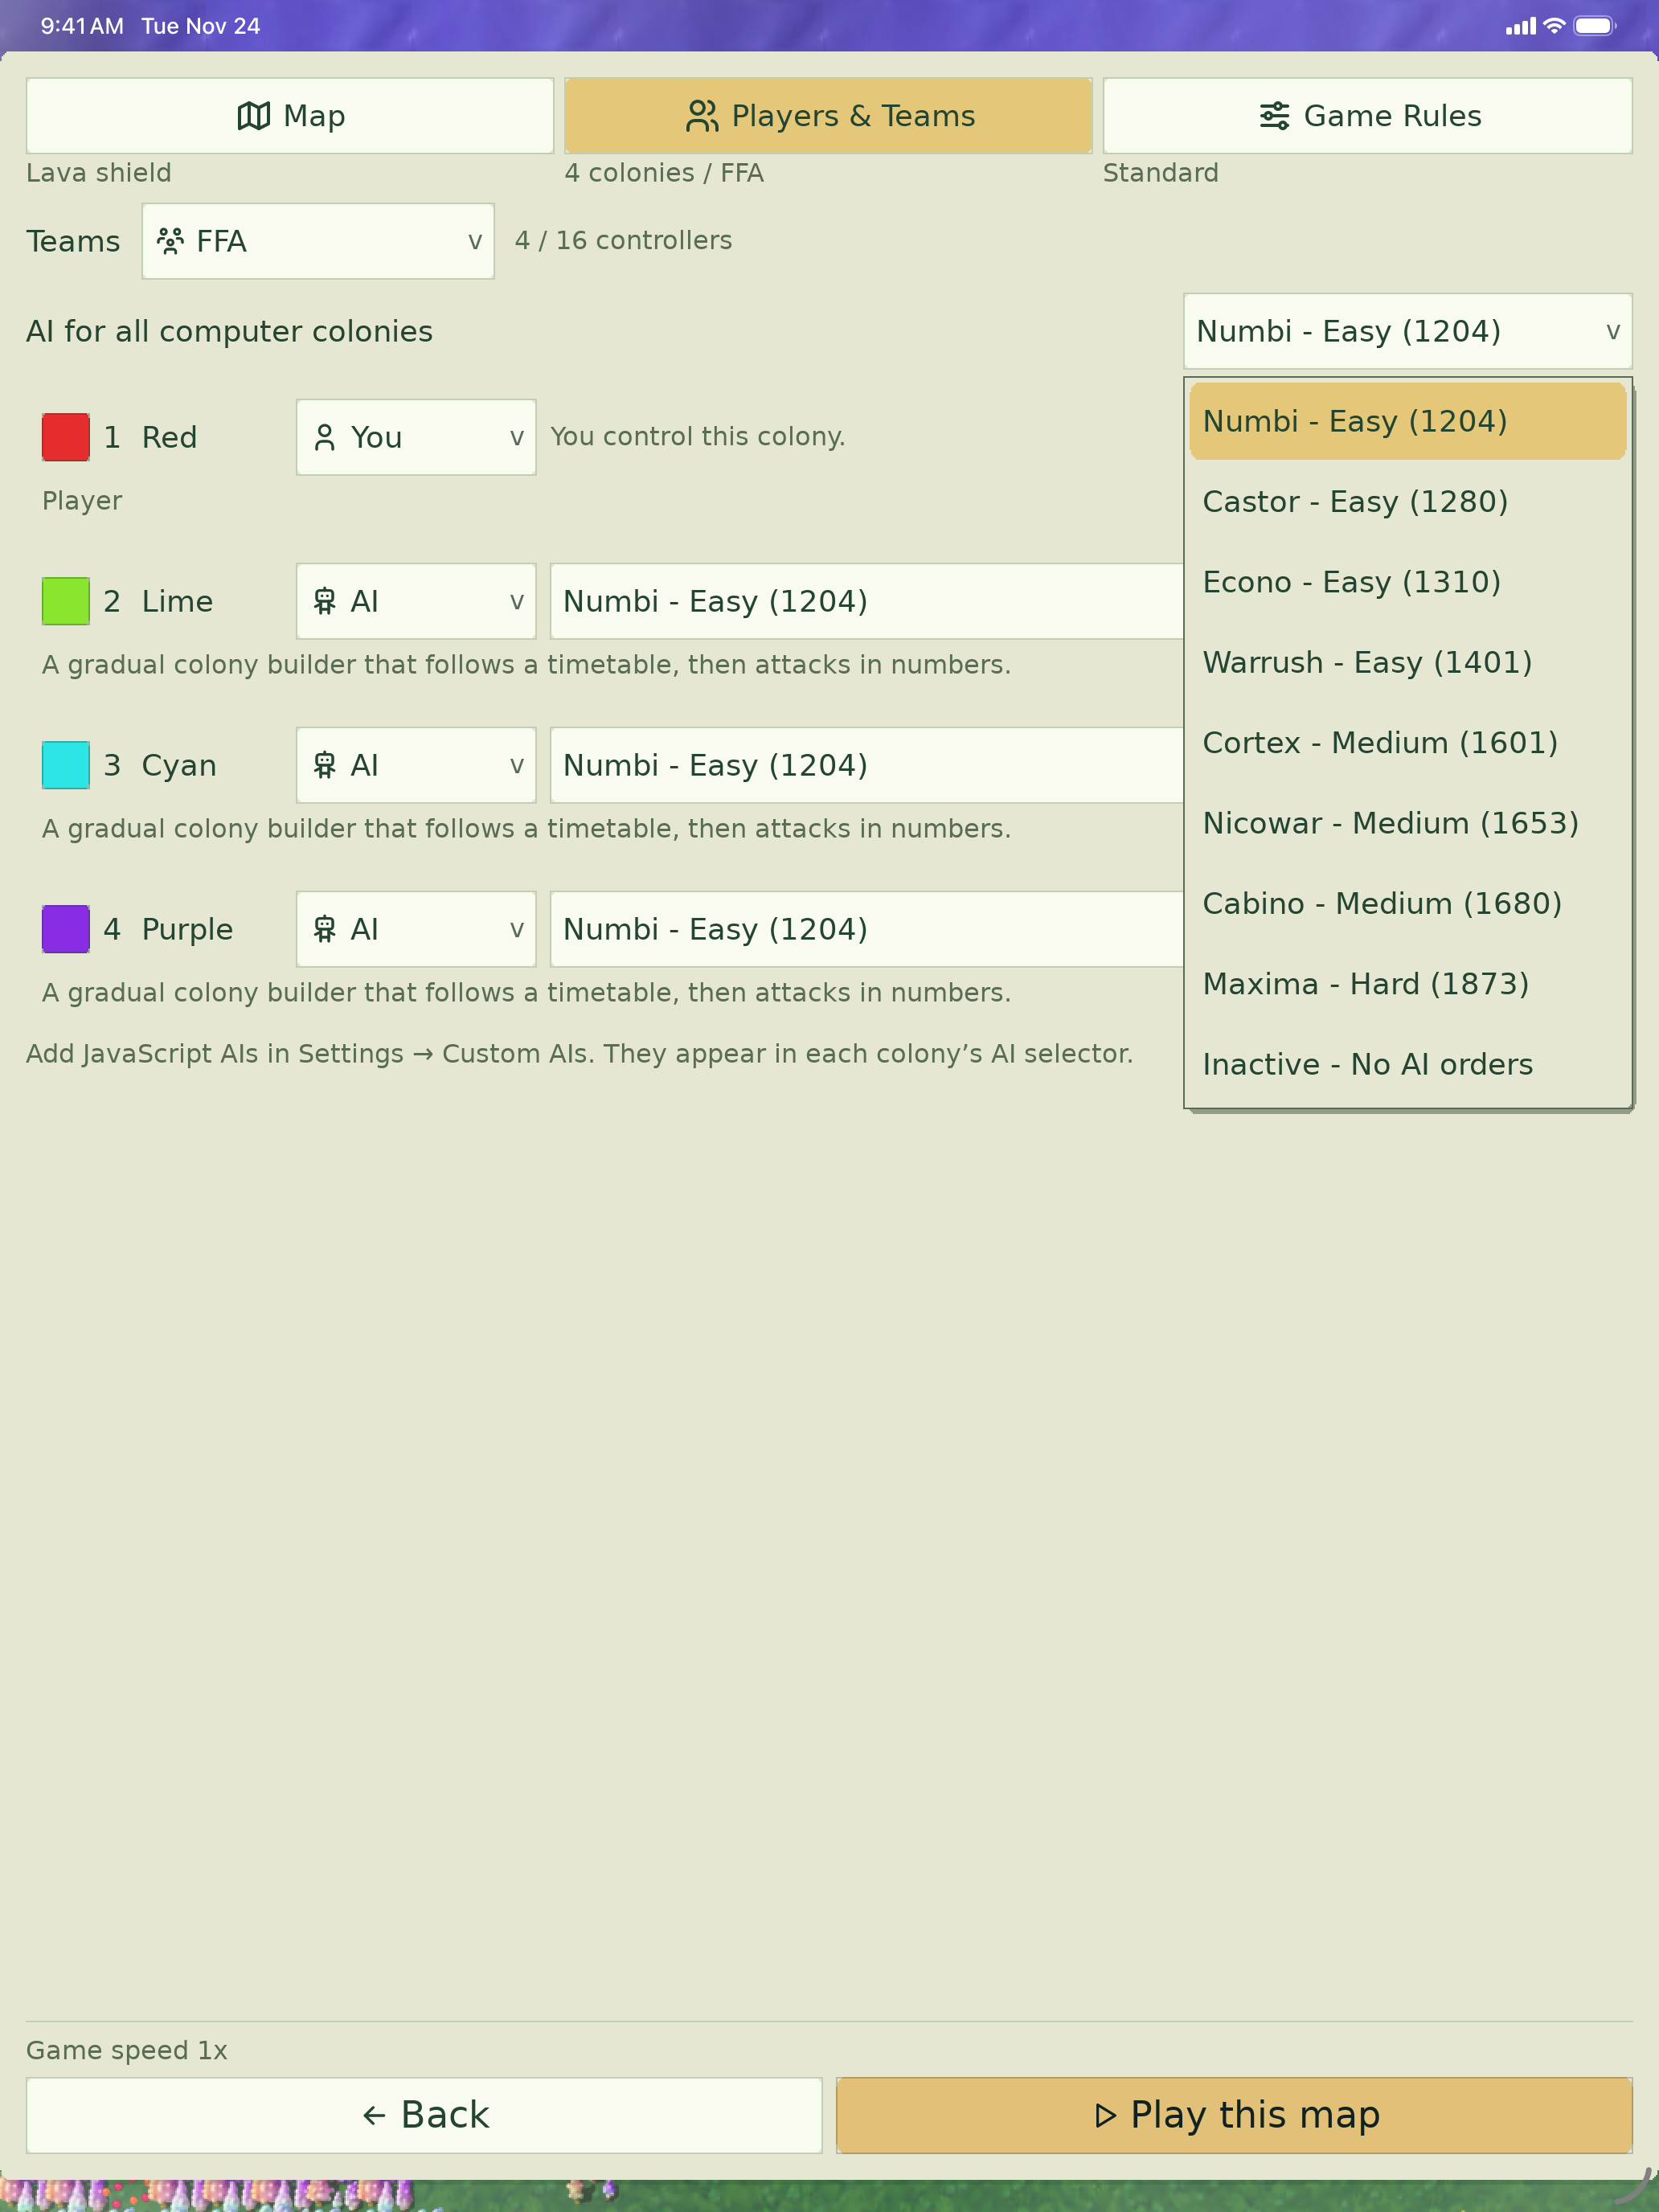 9:41 AM Tue Nov 24
Map
Players & Teams
Game Rules
Lava shield
4 colonies / FFA
Standard
Teams
FFA
v
4 / 16 controllers
AI for all computer colonies
Numbi - Easy (1204)
v
Numbi - Easy (1204)
Castor - Easy (1280)
Econo - Easy (1310)
Warrush - Easy (1401)
Cortex - Medium (1601)
Nicowar - Medium (1653)
Cabino - Medium (1680)
Maxima - Hard (1873)
Inactive - No AI orders
1 Red
You
v
You control this colony.
Player
2 Lime
AI
v
Numbi - Easy (1204)
A gradual colony builder that follows a timetable, then attacks in numbers.
3 Cyan
AI
v
Numbi - Easy (1204)
A gradual colony builder that follows a timetable, then attacks in numbers.
4 Purple
AI
v
Numbi - Easy (1204)
A gradual colony builder that follows a timetable, then attacks in numbers.
Add JavaScript AIs in Settings → Custom AIs. They appear in each colony’s AI selector.
Game speed 1x
← Back
Play this map